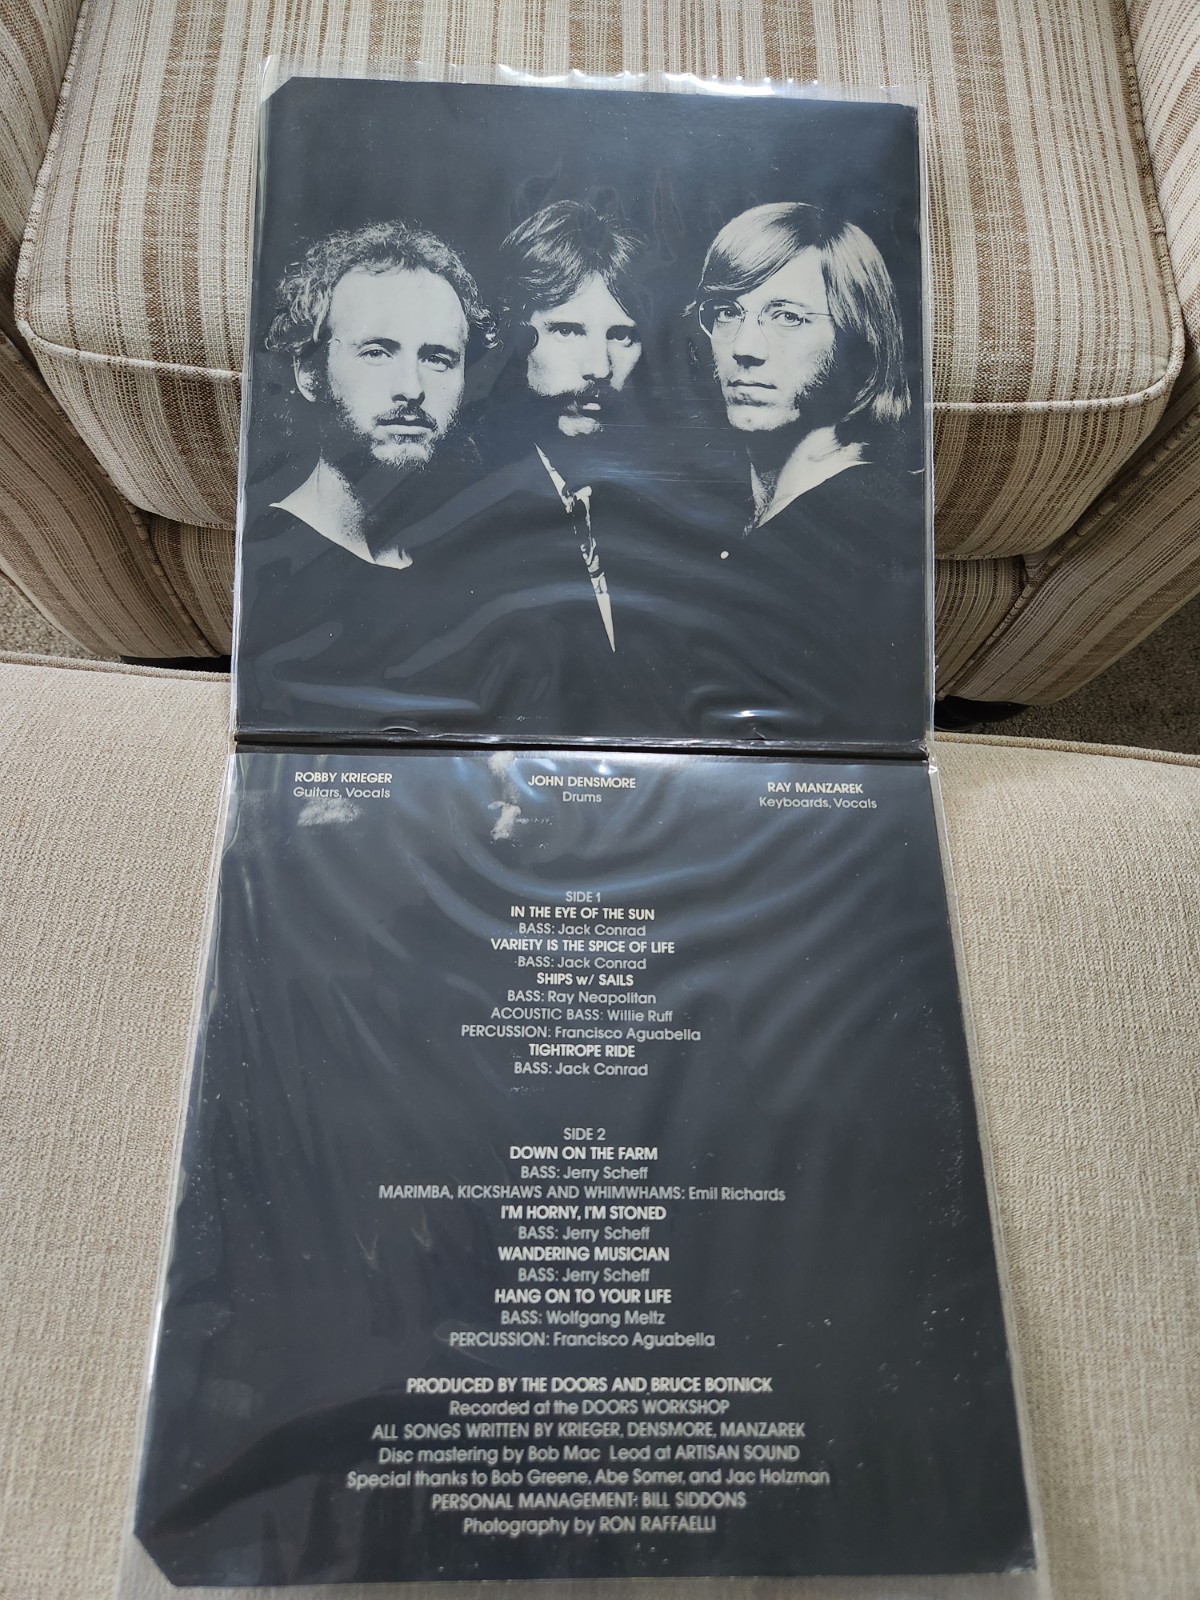 ROBBY KRIEGER
Guitars, Vocals
JOHN DENSMORE
Drums
RAY MANZAREK
Keyboards, Vocals
SIDE 1
IN THE EYE OF THE SUN
BASS: Jack Conrad
VARIETY IS THE SPICE OF LIFE
BASS: Jack Conrad
SHIPS w/ SAILS
BASS: Ray Neapolitan
ACOUSTIC BASS: Willie Ruff
PERCUSSION: Francisco Aguabella
TIGHTROPE RIDE
BASS: Jack Conrad
SIDE 2
DOWN ON THE FARM
BASS: Jerry Scheff
MARIMBA, KICKSHAWS AND WHIMWHAMS: Emil Richards
I'M HORNY, I'M STONED
BASS: Jerry Scheff
WANDERING MUSICIAN
BASS: Jerry Scheff
HANG ON TO YOUR LIFE
BASS: Wolfgang Meltz
PERCUSSION: Francisco Aguabella
PRODUCED BY THE DOORS AND BRUCE BOTNICK
Recorded at the DOORS WORKSHOP
ALL SONGS WRITTEN BY KRIEGER, DENSMORE, MANZAREK
Disc mastering by Bob Mac Leod at ARTISAN SOUND
Special thanks to Bob Greene, Abe Somer, and Jac Holzman
PERSONAL MANAGEMENT: BILL SIDDONS
Photography by RON RAFFAELLI